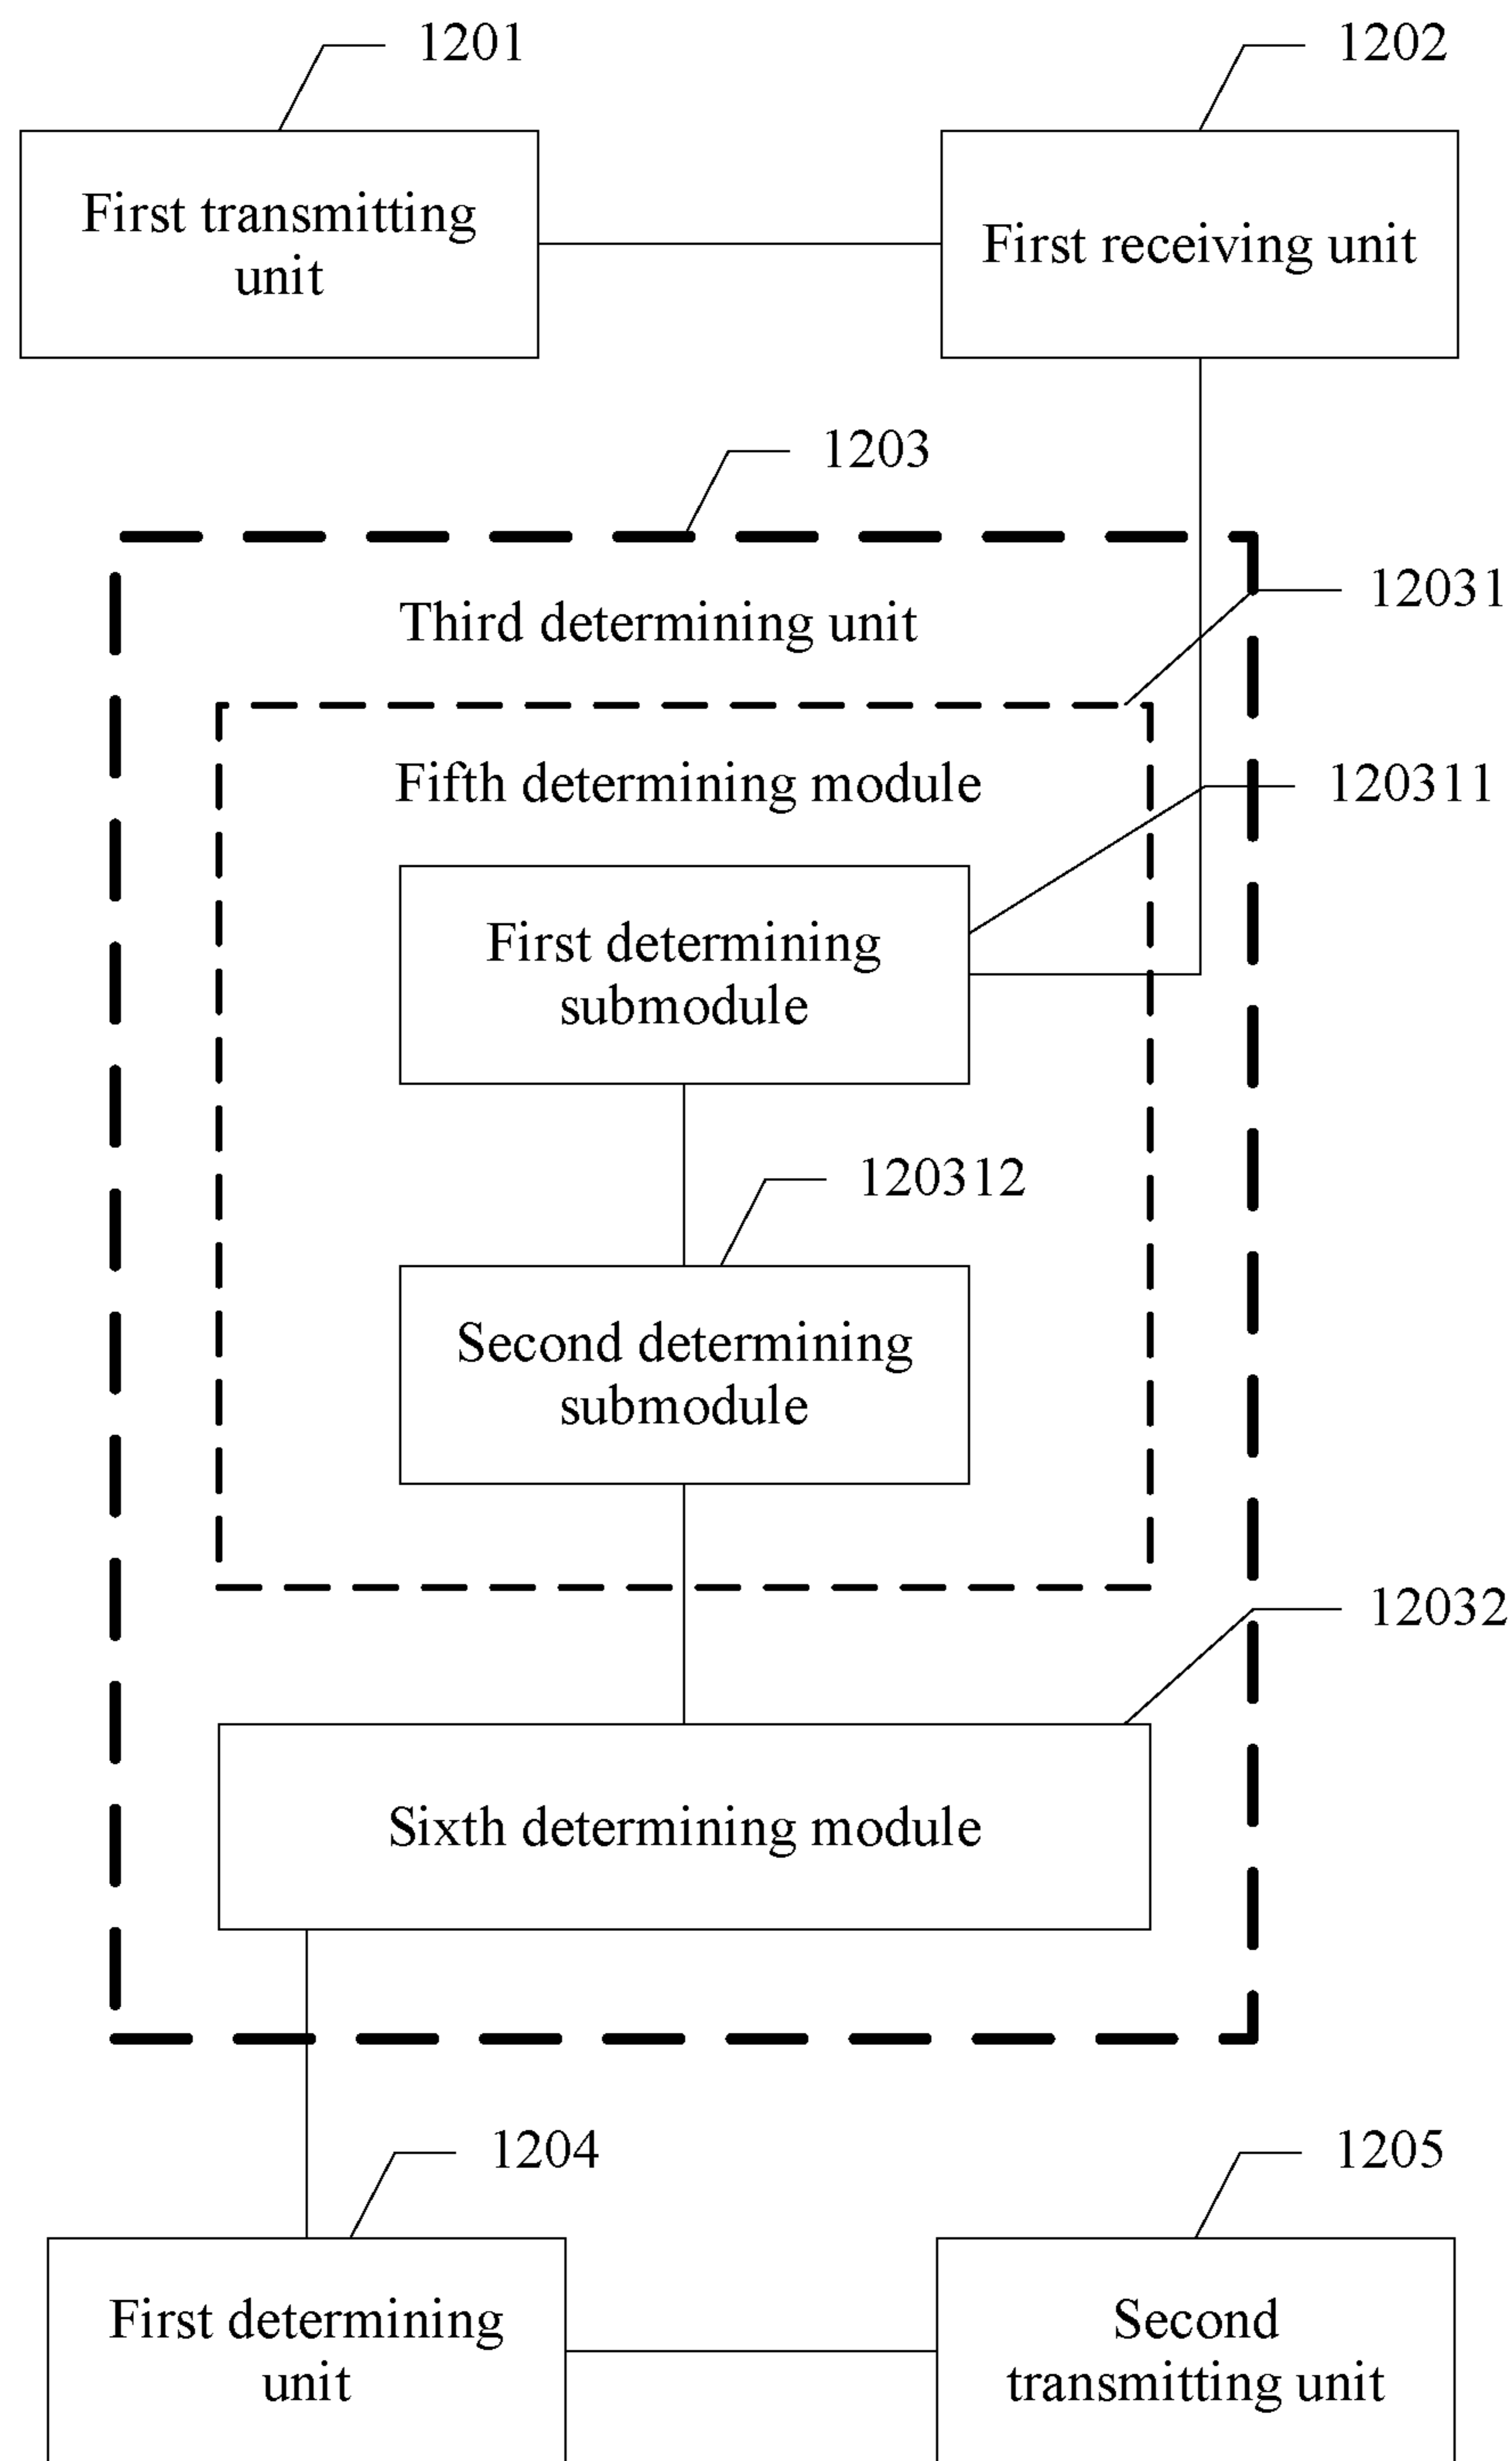 1201
1202
First transmitting
unit
First receiving unit
1203
12031
Third determining unit
Fifth determining module
120311
First determining
submodule
120312
Second determining
submodule
12032
Sixth determining module
1204
1205
First determining
unit
Second
transmitting unit